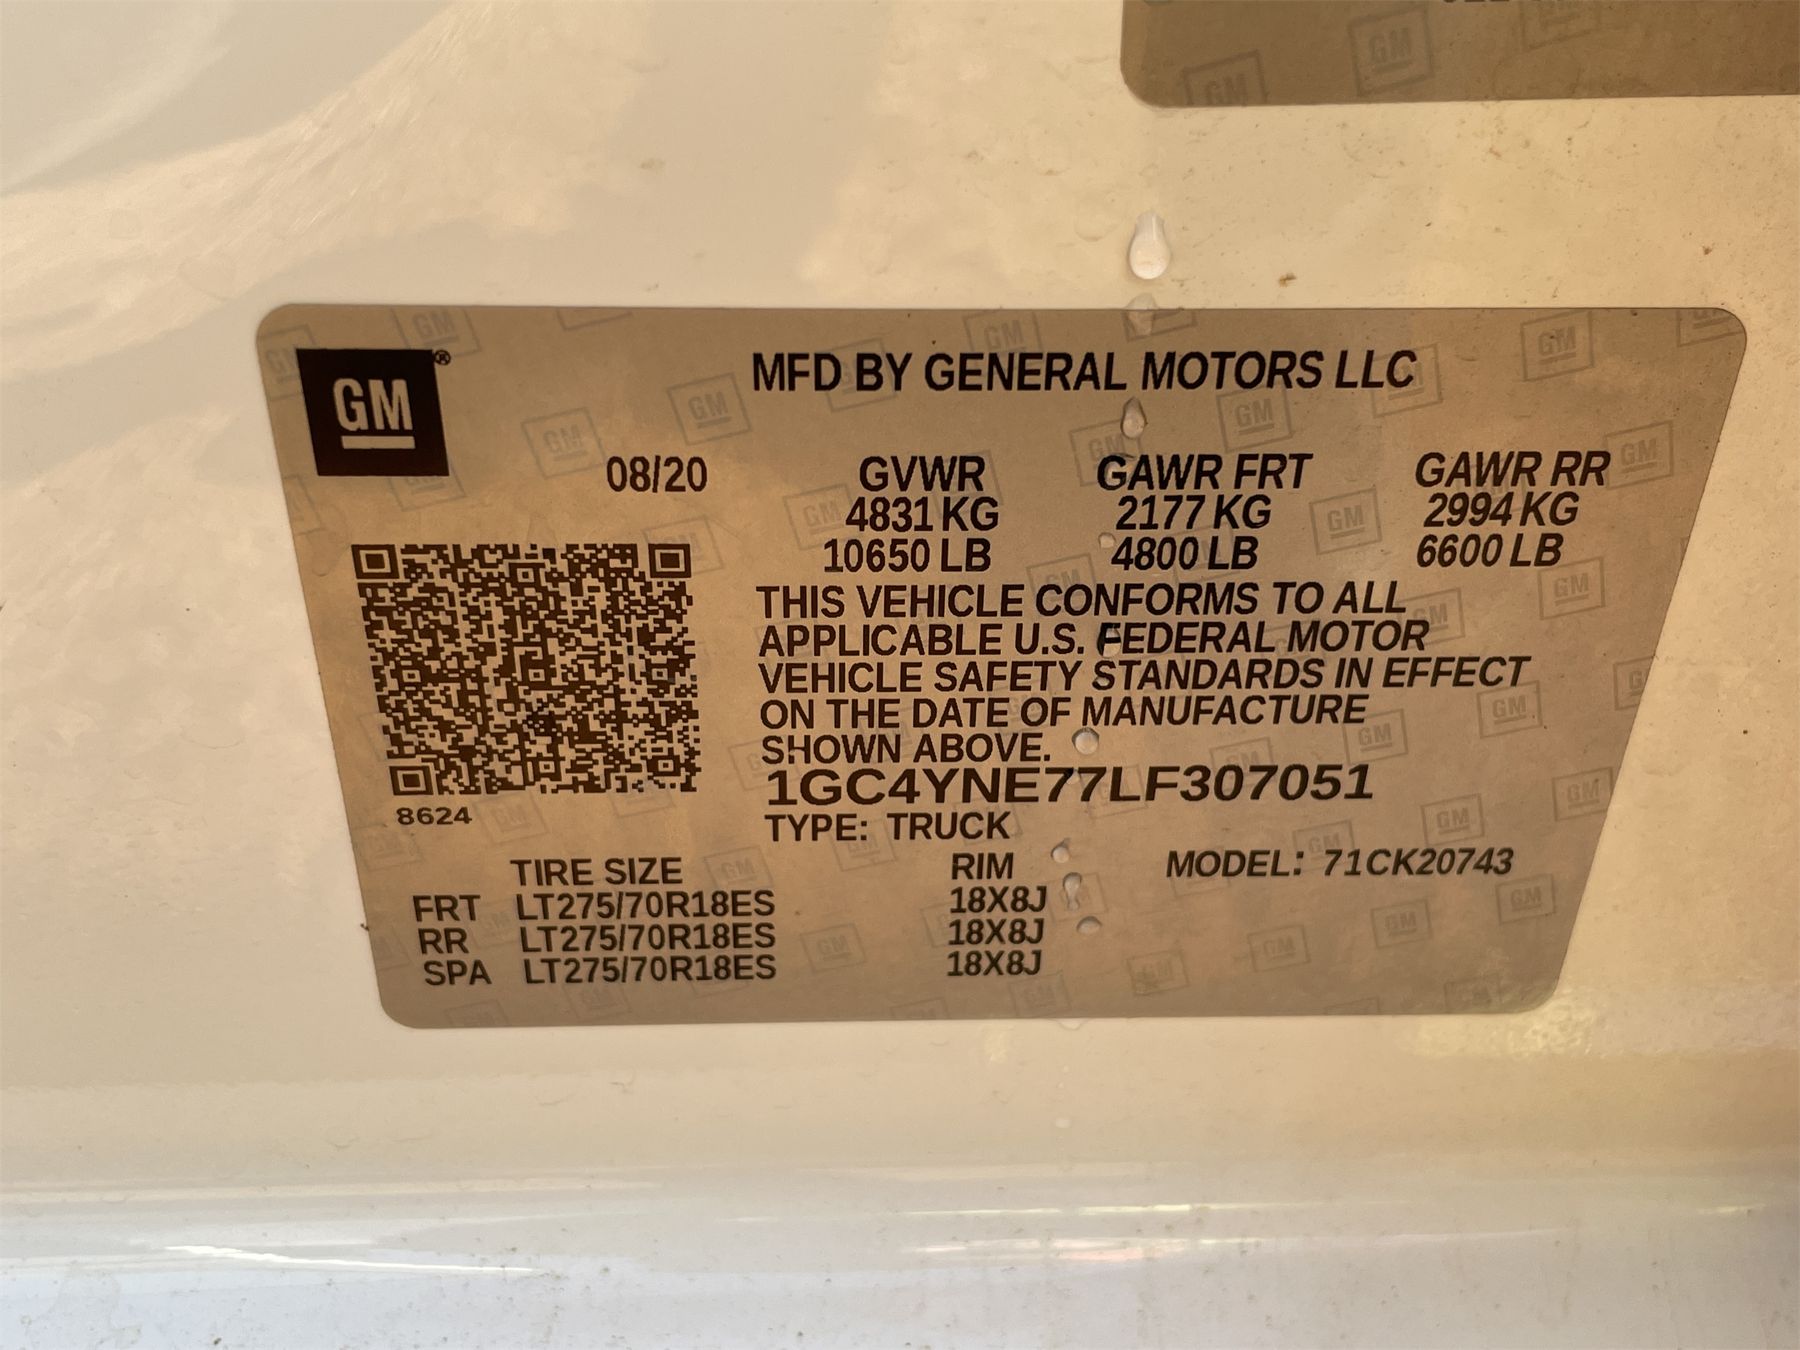 GM®
MFD BY GENERAL MOTORS LLC
08/20 GVWR GAWR FRT GAWR RR
4831 KG 2177 KG 2994 KG
10650 LB 4800 LB 6600 LB
THIS VEHICLE CONFORMS TO ALL
APPLICABLE U.S. FEDERAL MOTOR
VEHICLE SAFETY STANDARDS IN EFFECT
ON THE DATE OF MANUFACTURE
SHOWN ABOVE.
1GC4YNE77LF307051
8624
TYPE: TRUCK
TIRE SIZE RIM MODEL: 71CK20743
FRT LT275/70R18ES 18X8J
RR LT275/70R18ES 18X8J
SPA LT275/70R18ES 18X8J